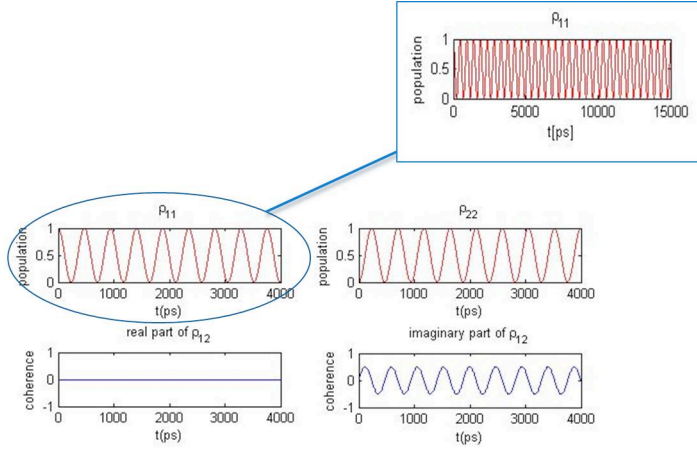 ρ11
population
1
0.5
0
0 5000 10000 15000
t[ps]
ρ11
population
1
0.5
0
0 1000 2000 3000 4000
t(ps)
ρ22
population
1
0.5
0
0 1000 2000 3000 4000
t(ps)
real part of ρ12
coherence
1
0
-1
0 1000 2000 3000 4000
t(ps)
imaginary part of ρ12
coherence
1
0
-1
0 1000 2000 3000 4000
t(ps)